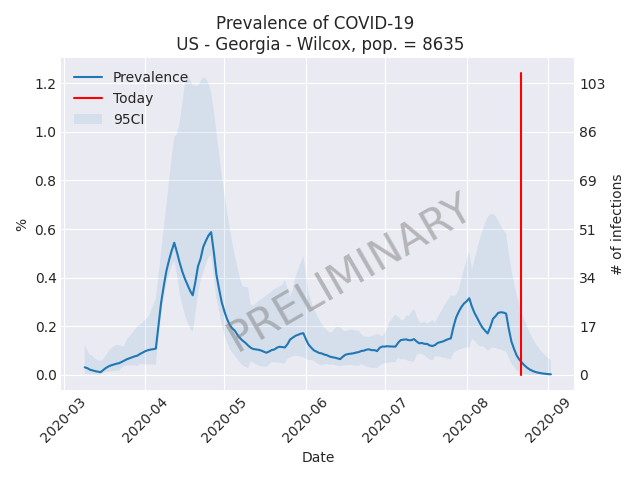 Prevalence of COVID-19
US - Georgia - Wilcox, pop. = 8635
Prevalence
Today
95CI
1.2
1.0
0.8
0.6
0.4
0.2
0.0
%
103
86
69
51
34
17
0
# of infections
PRELIMINARY
2020-03
2020-04
2020-05
2020-06
2020-07
2020-08
2020-09
Date